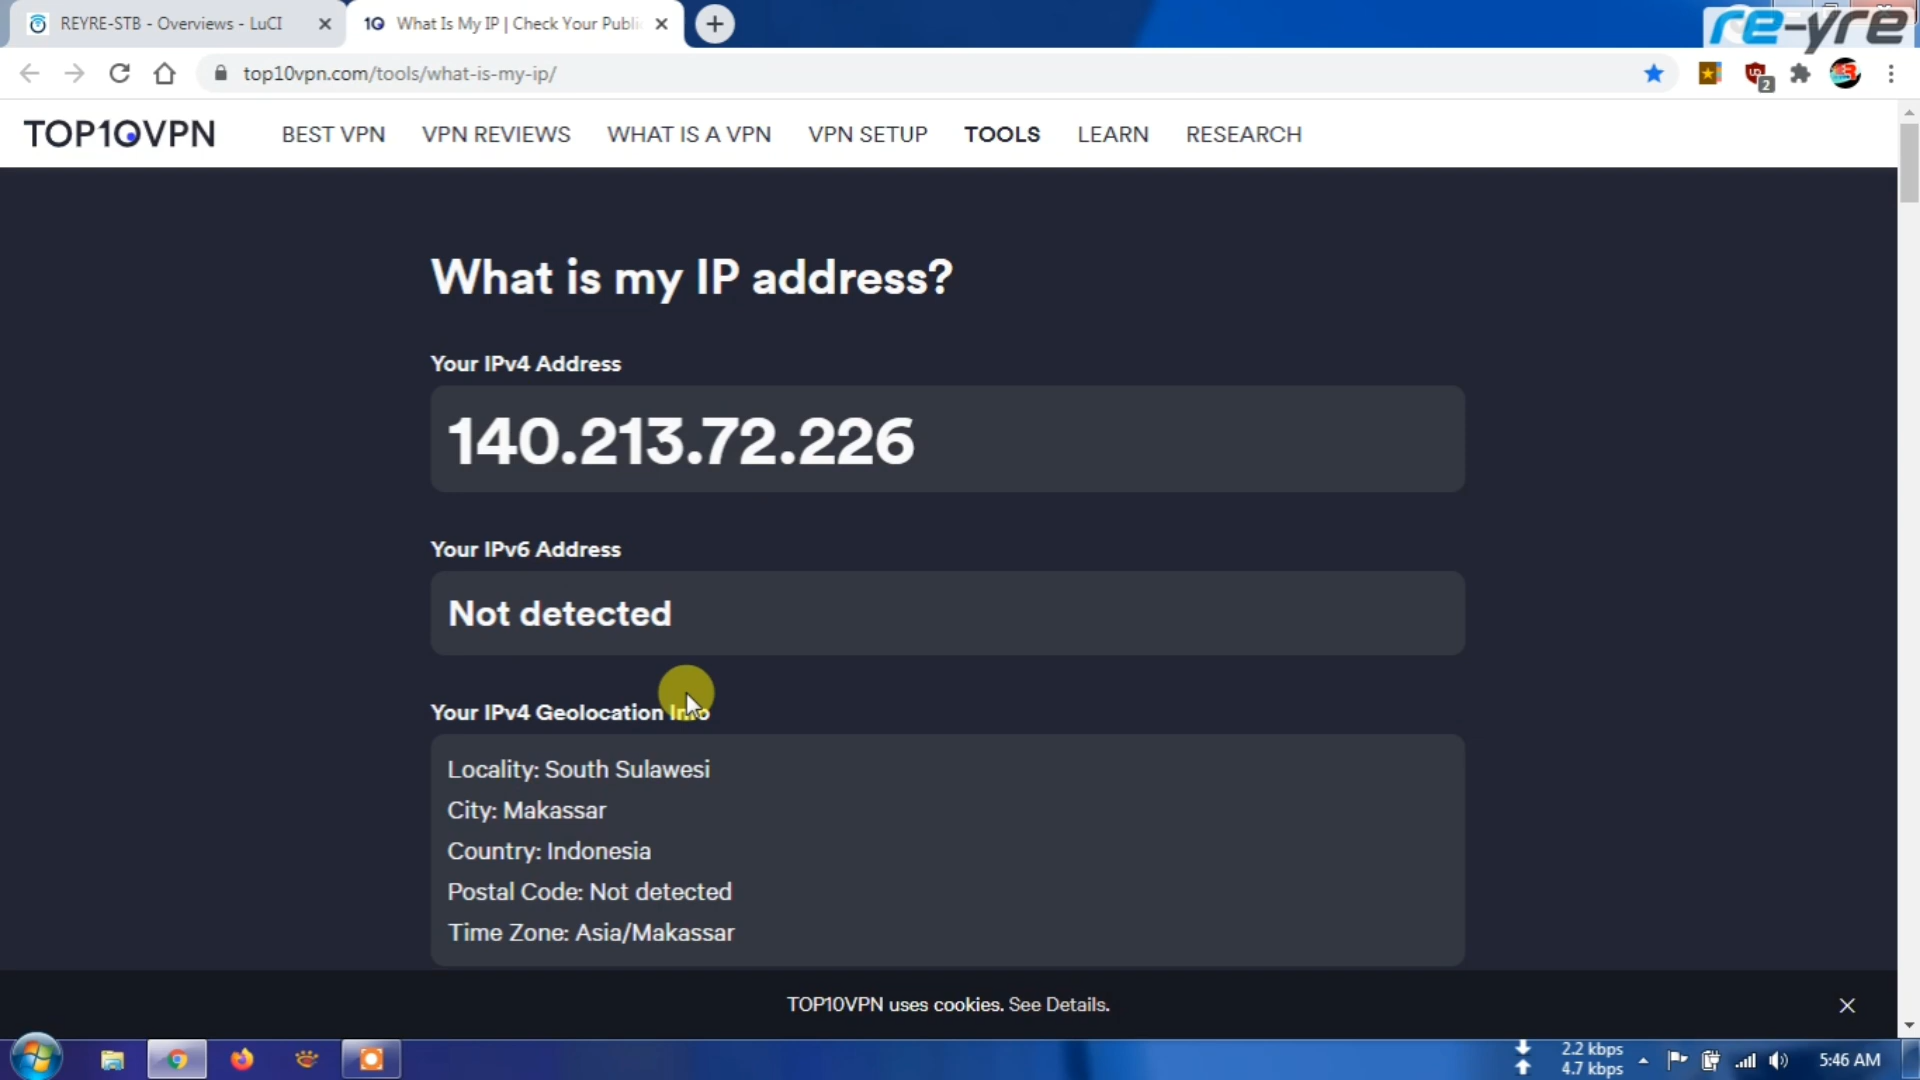 REYRE-STB - Overviews - LuCI
What Is My IP | Check Your Publi
re-yre
top10vpn.com/tools/what-is-my-ip/
2
TOP10VPN
BEST VPN
VPN REVIEWS
WHAT IS A VPN
VPN SETUP
TOOLS
LEARN
RESEARCH
What is my IP address?
Your IPv4 Address
140.213.72.226
Your IPv6 Address
Not detected
Your IPv4 Geolocation Info
Locality: South Sulawesi
City: Makassar
Country: Indonesia
Postal Code: Not detected
Time Zone: Asia/Makassar
TOP10VPN uses cookies. See Details.
2.2 kbps
4.7 kbps
5:46 AM